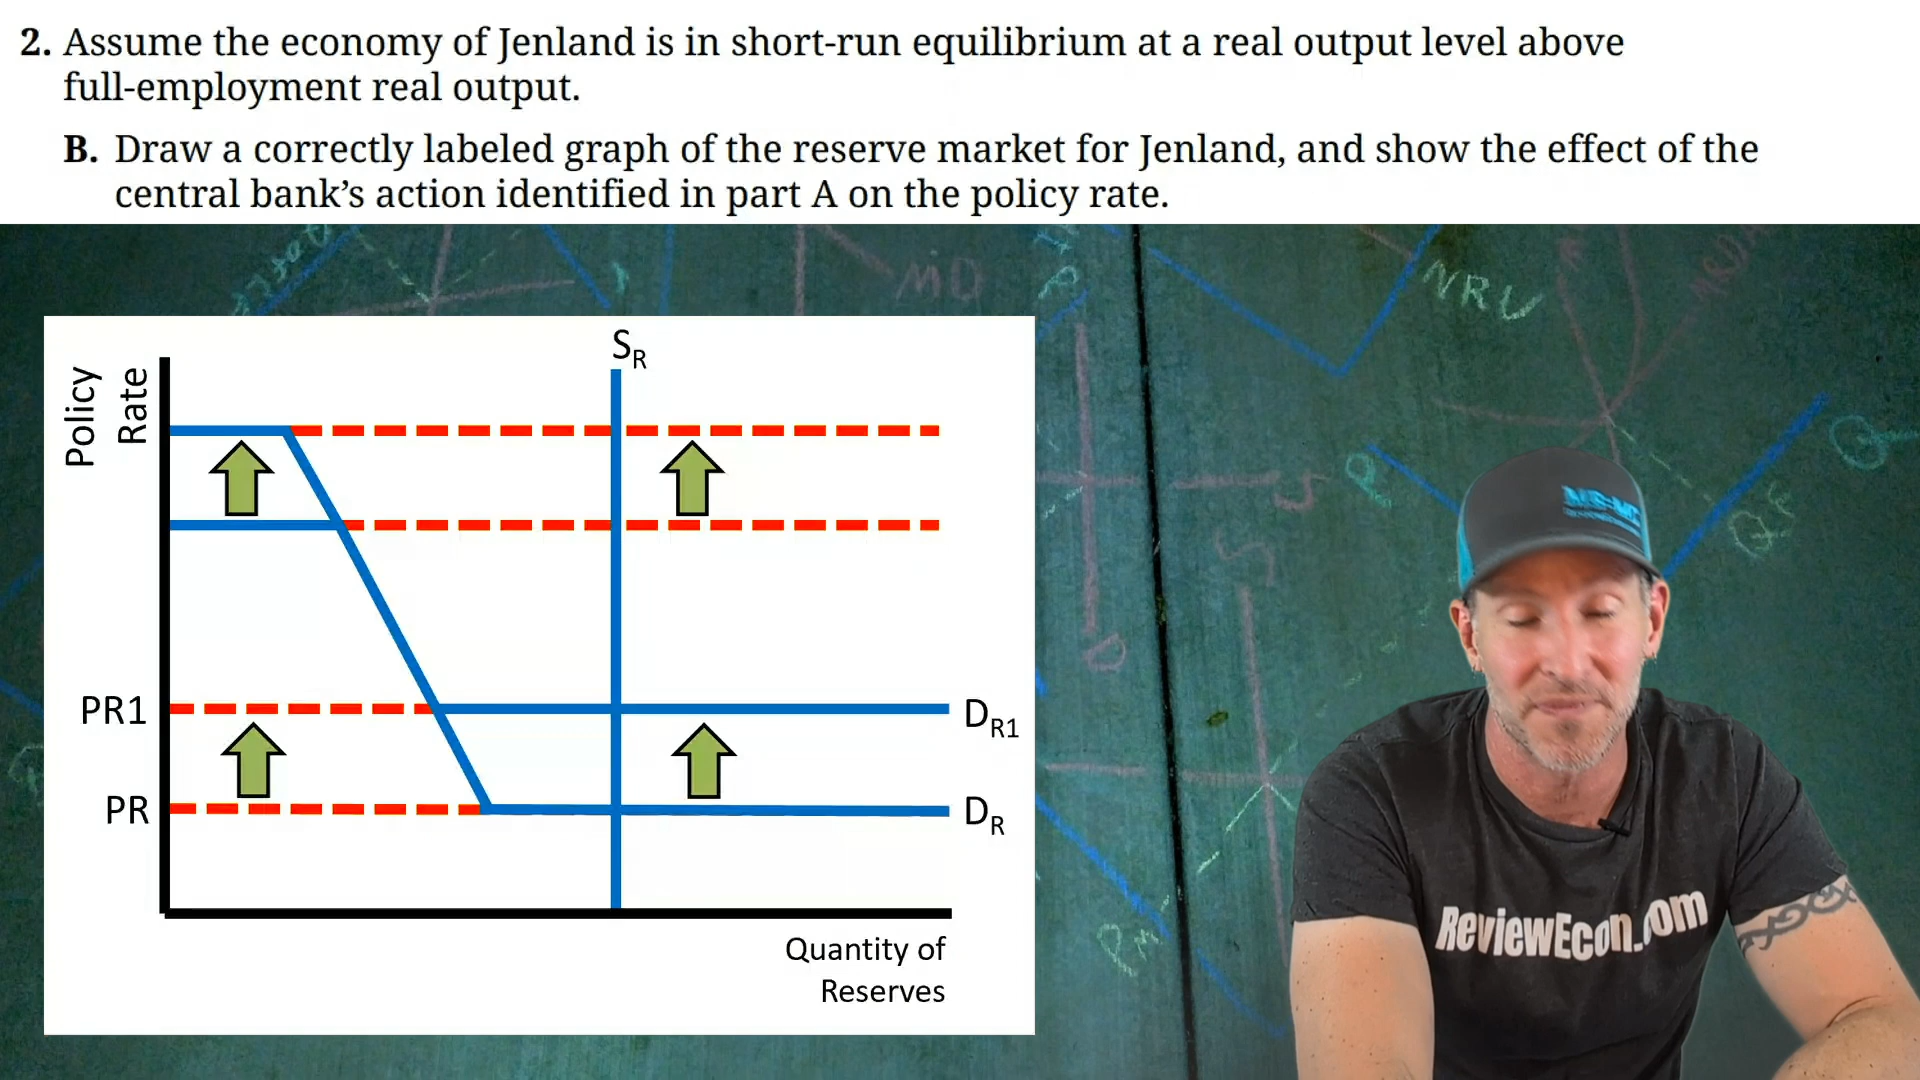 2. Assume the economy of Jenland is in short-run equilibrium at a real output level above
full-employment real output.
B. Draw a correctly labeled graph of the reserve market for Jenland, and show the effect of the
central bank's action identified in part A on the policy rate.
Policy
Rate
S_R
PR1
D_R1
PR
D_R
Quantity of
Reserves
MD
NRU
S
D
ReviewEcon.com